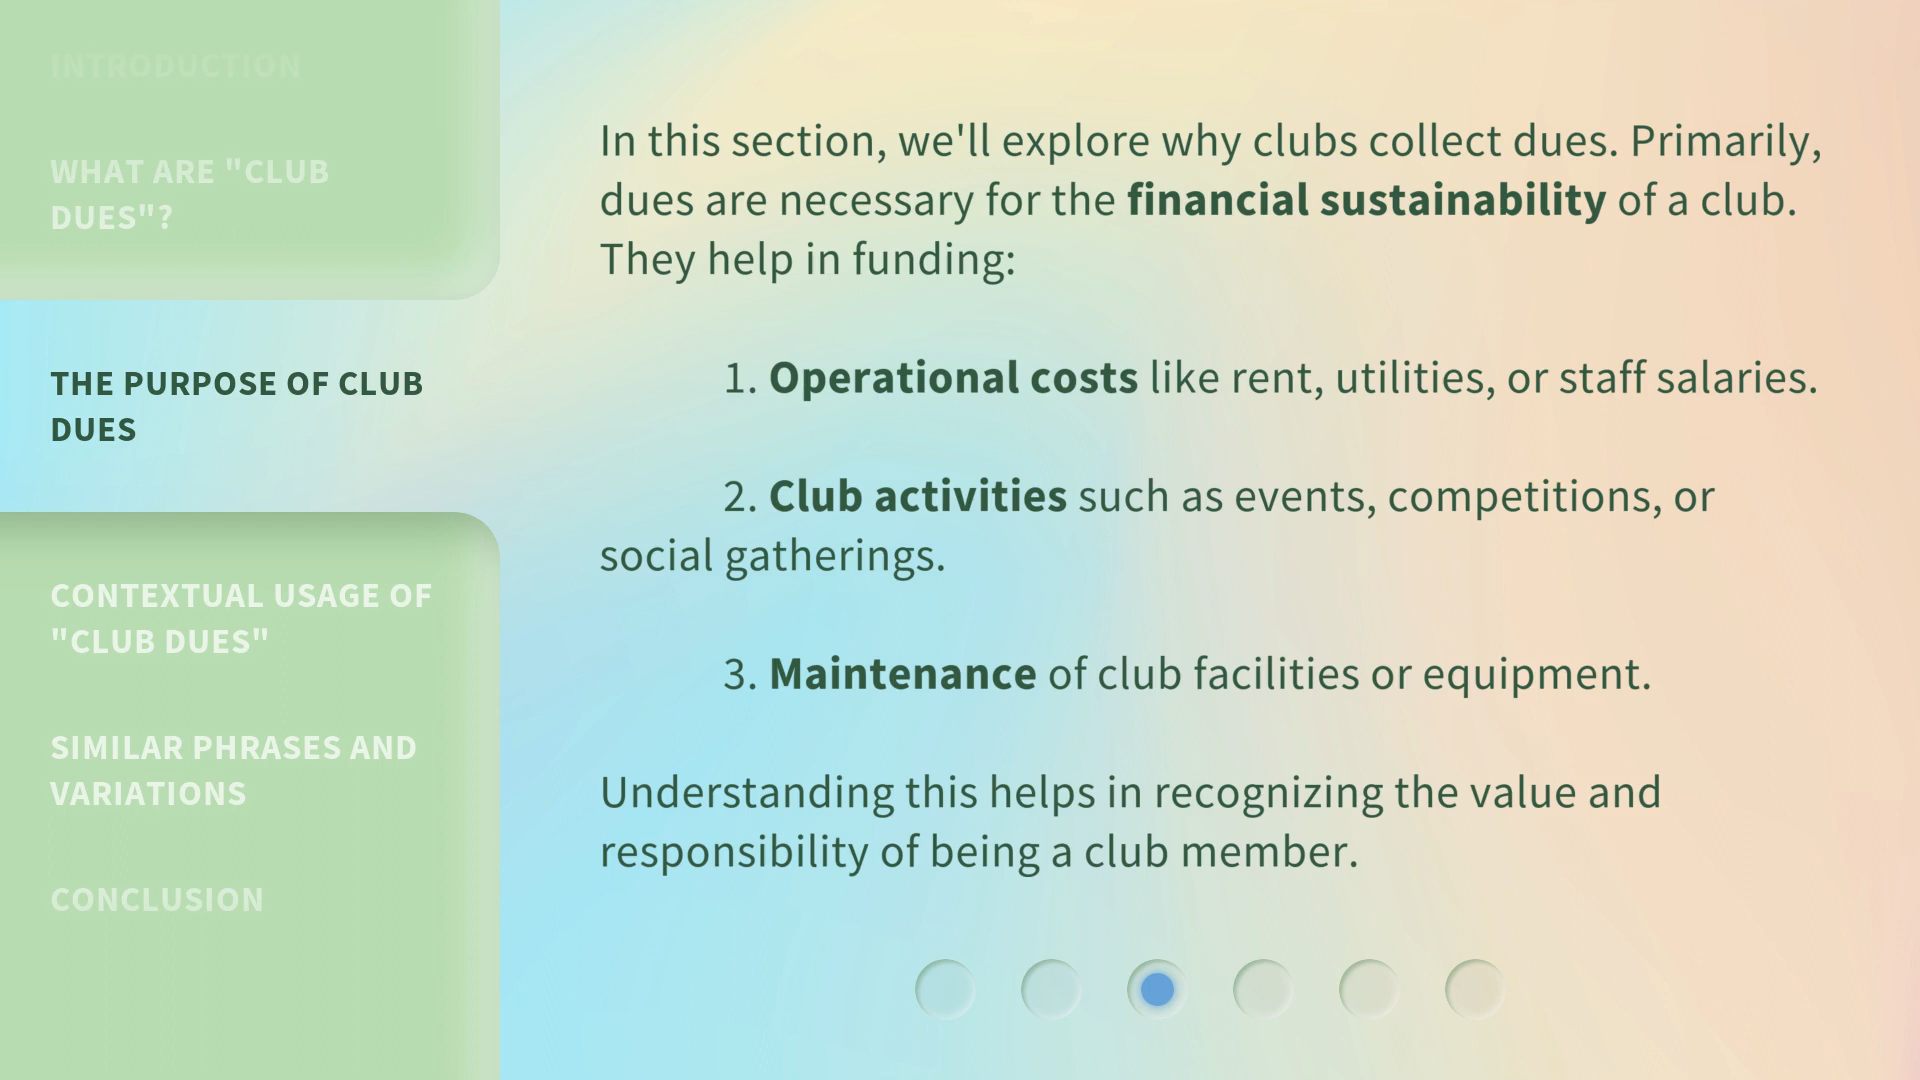 INTRODUCTION
WHAT ARE "CLUB
DUES"?
THE PURPOSE OF CLUB
DUES
CONTEXTUAL USAGE OF
"CLUB DUES"
SIMILAR PHRASES AND
VARIATIONS
CONCLUSION
In this section, we'll explore why clubs collect dues. Primarily,
dues are necessary for the financial sustainability of a club.
They help in funding:
1. Operational costs like rent, utilities, or staff salaries.
2. Club activities such as events, competitions, or
social gatherings.
3. Maintenance of club facilities or equipment.
Understanding this helps in recognizing the value and
responsibility of being a club member.